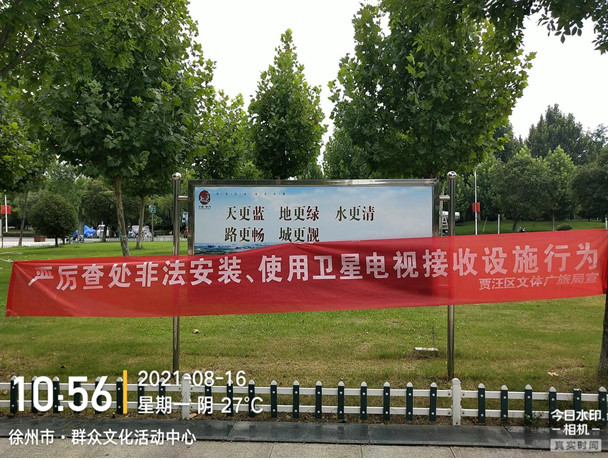 天更蓝 地更绿 水更清
路更畅 城更靓
严厉查处非法安装、使用卫星电视接收设施行为
贾汪区文体广旅局宣
10:56
2021-08-16
星期一 阴 27℃
徐州市·群众文化活动中心
今日水印
-相机-
真实时间